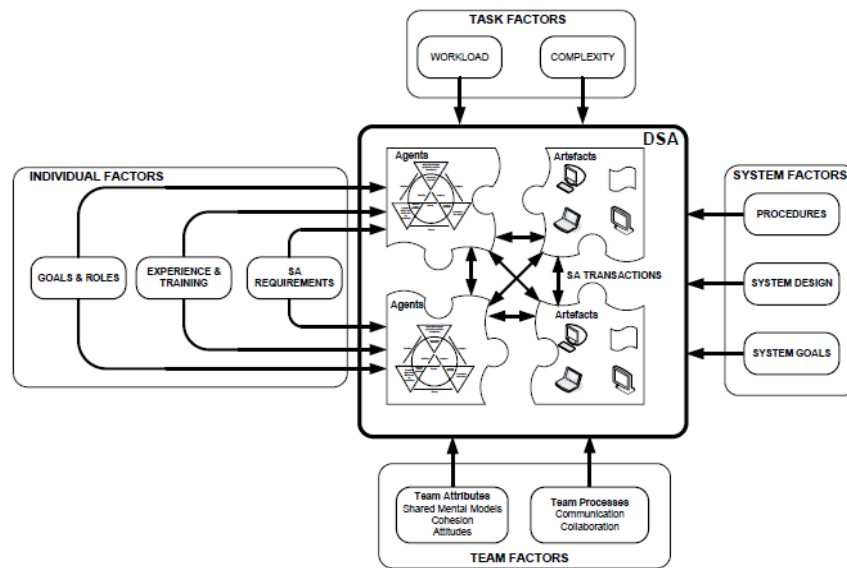 TASK FACTORS
WORKLOAD
COMPLEXITY
DSA
Agents
Artefacts
INDIVIDUAL FACTORS
SYSTEM FACTORS
PROCEDURES
GOALS & ROLES
EXPERIENCE &
TRAINING
SA
REQUIREMENTS
SA TRANSACTIONS
SYSTEM DESIGN
Agents
Artefacts
SYSTEM GOALS
Team Attributes
Shared Mental Models
Cohesion
Attitudes
Team Processes
Communication
Collaboration
TEAM FACTORS